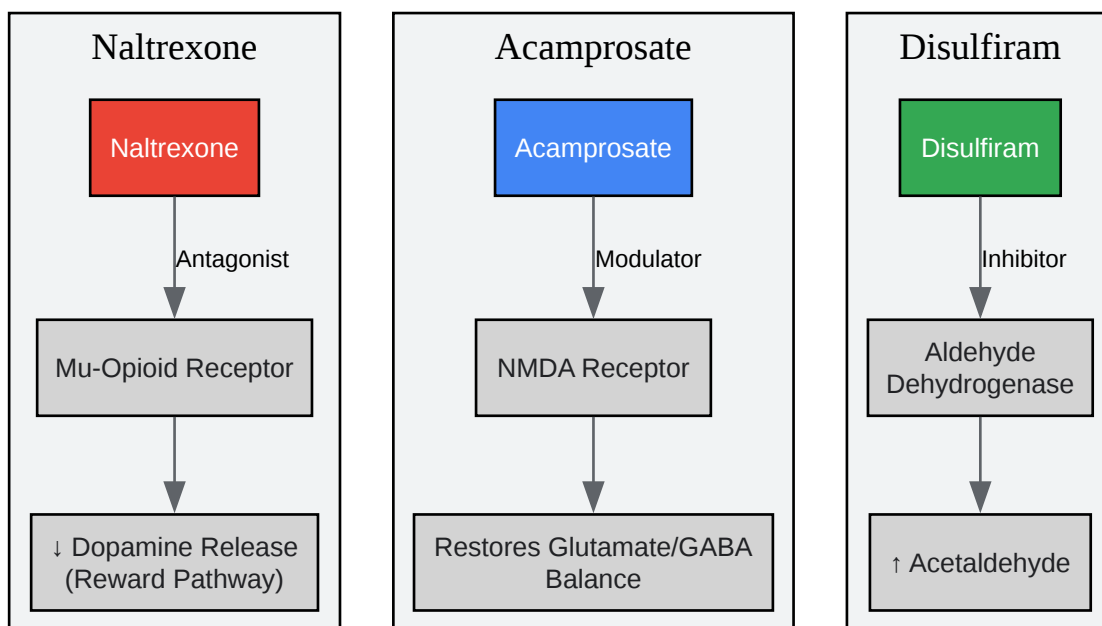 Naltrexone
Naltrexone
Antagonist
Mu-Opioid Receptor
↓ Dopamine Release
(Reward Pathway)
Acamprosate
Acamprosate
Modulator
NMDA Receptor
Restores Glutamate/GABA
Balance
Disulfiram
Disulfiram
Inhibitor
Aldehyde
Dehydrogenase
↑ Acetaldehyde